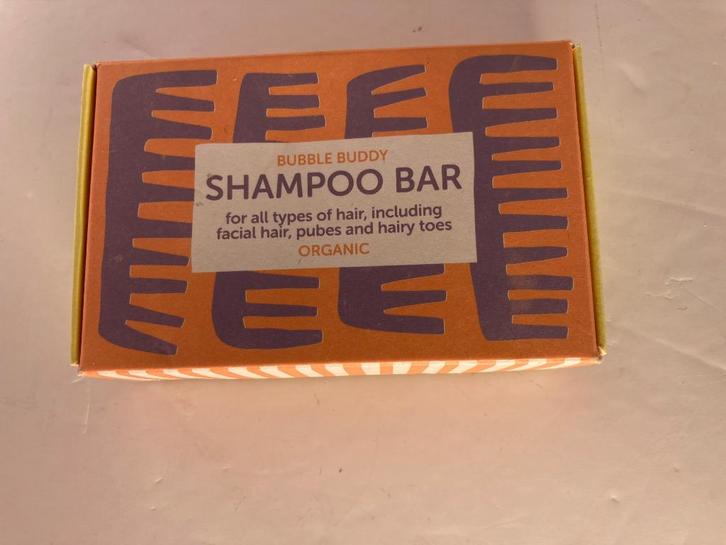 BUBBLE BUDDY
SHAMPOO BAR
for all types of hair, including
facial hair, pubes and hairy toes
ORGANIC